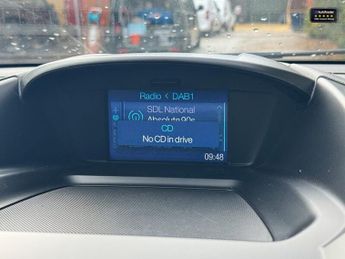 Radio < DAB1
SDL National
Absolute 90s
CD
No CD in drive
09:48